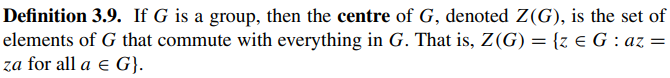 Definition 3.9. If G is a group, then the centre of G, denoted Z(G), is the set of
elements of G that commute with everything in G. That is, Z(G) = {z ∈ G : az =
za for all a ∈ G}.